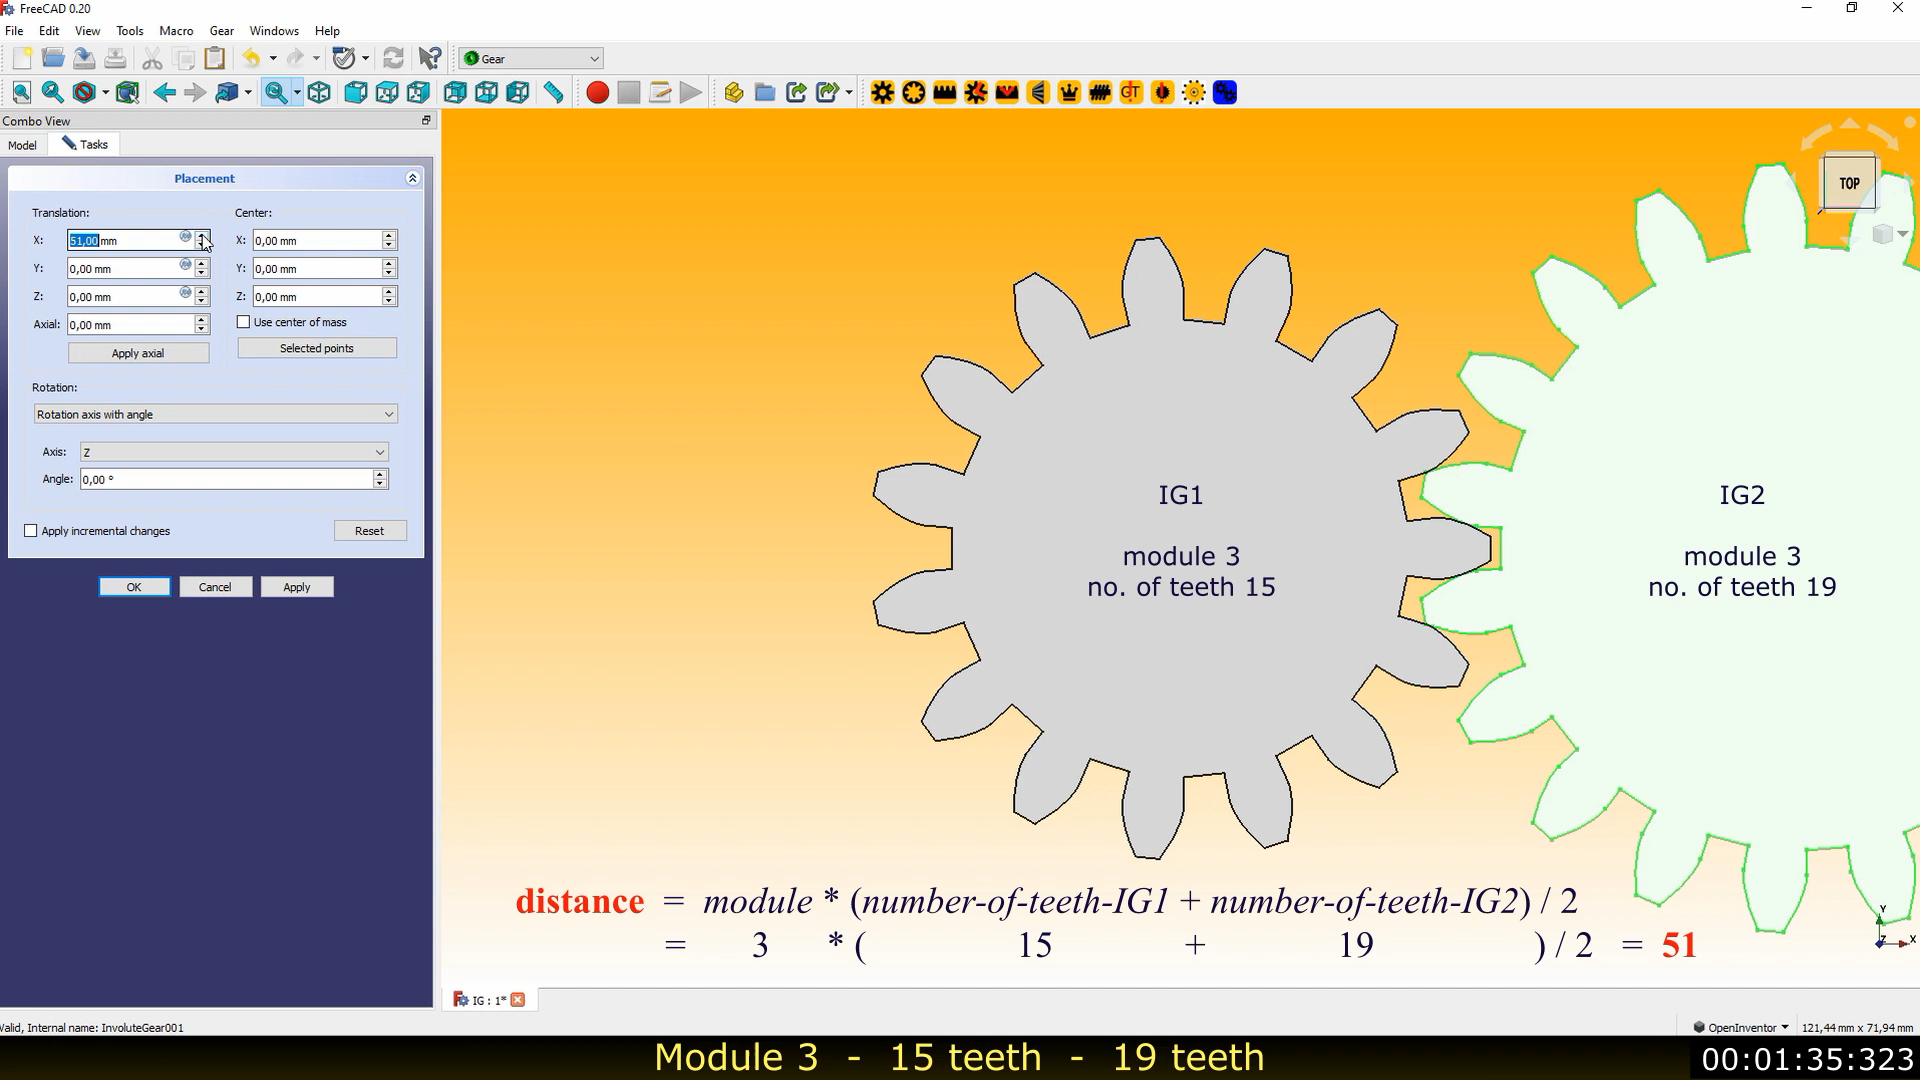 FreeCAD 0.20
File Edit View Tools Macro Gear Windows Help
Gear
GT
Combo View
Model Tasks
Placement
Translation: Center:
X: 51,00 mm X: 0,00 mm
Y: 0,00 mm Y: 0,00 mm
Z: 0,00 mm Z: 0,00 mm
Axial: 0,00 mm Use center of mass
Apply axial Selected points
Rotation:
Rotation axis with angle
Axis: Z
Angle: 0,00 °
Apply incremental changes Reset
OK Cancel Apply
TOP
IG1
module 3
no. of teeth 15
IG2
module 3
no. of teeth 19
distance = module * (number-of-teeth-IG1 + number-of-teeth-IG2) / 2
= 3 * ( 15 + 19 ) / 2 = 51
Y
Z X
IG : 1*
Valid, Internal name: InvoluteGear001
OpenInventor 121,44 mm x 71,94 mm
Module 3 - 15 teeth - 19 teeth
00:01:35:323